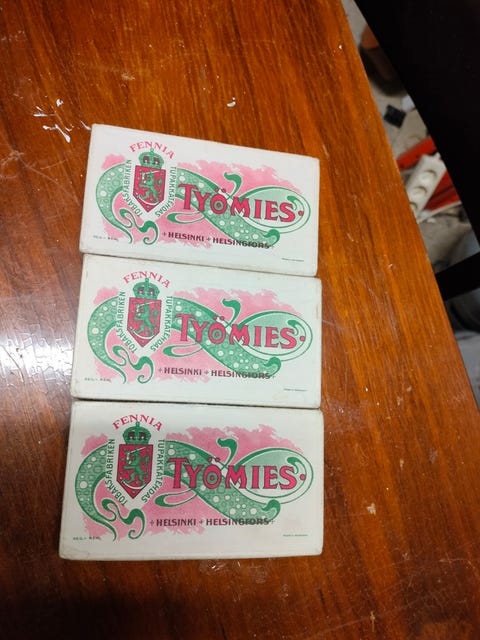 FENNIA
TOBAKSFABRIKEN
TUPAKKATEHDAS
TYÖMIES.
+ HELSINKI + HELSINGFORS +
FENNIA
TOBAKSFABRIKEN
TUPAKKATEHDAS
TYÖMIES.
+ HELSINKI + HELSINGFORS +
FENNIA
TOBAKSFABRIKEN
TUPAKKATEHDAS
TYÖMIES.
+ HELSINKI + HELSINGFORS +